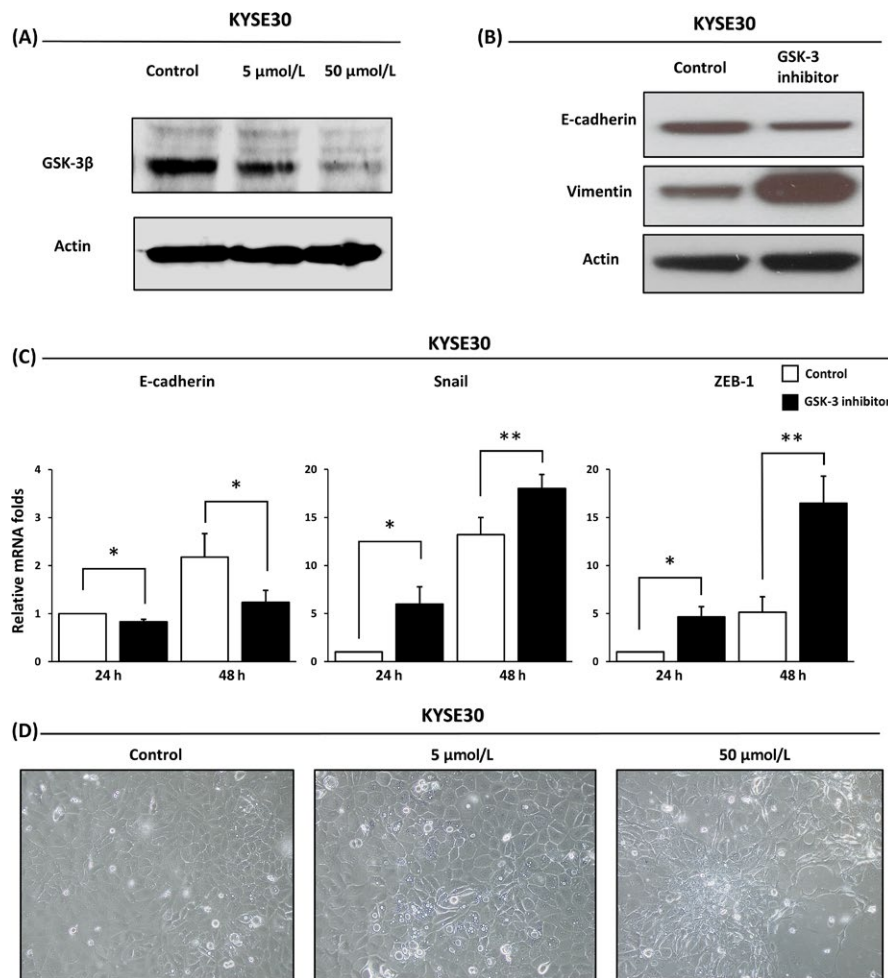 (A)
KYSE30
Control 5 μmol/L 50 μmol/L
GSK-3β
Actin
(B)
KYSE30
Control GSK-3 inhibitor
E-cadherin
Vimentin
Actin
(C)
KYSE30
E-cadherin Snail ZEB-1
Control
GSK-3 inhibitor
Relative mRNA folds
4
3
2
1
0
*
*
24 h 48 h
20
15
10
5
0
*
**
24 h 48 h
20
15
10
5
0
*
**
24 h 48 h
(D)
KYSE30
Control 5 μmol/L 50 μmol/L